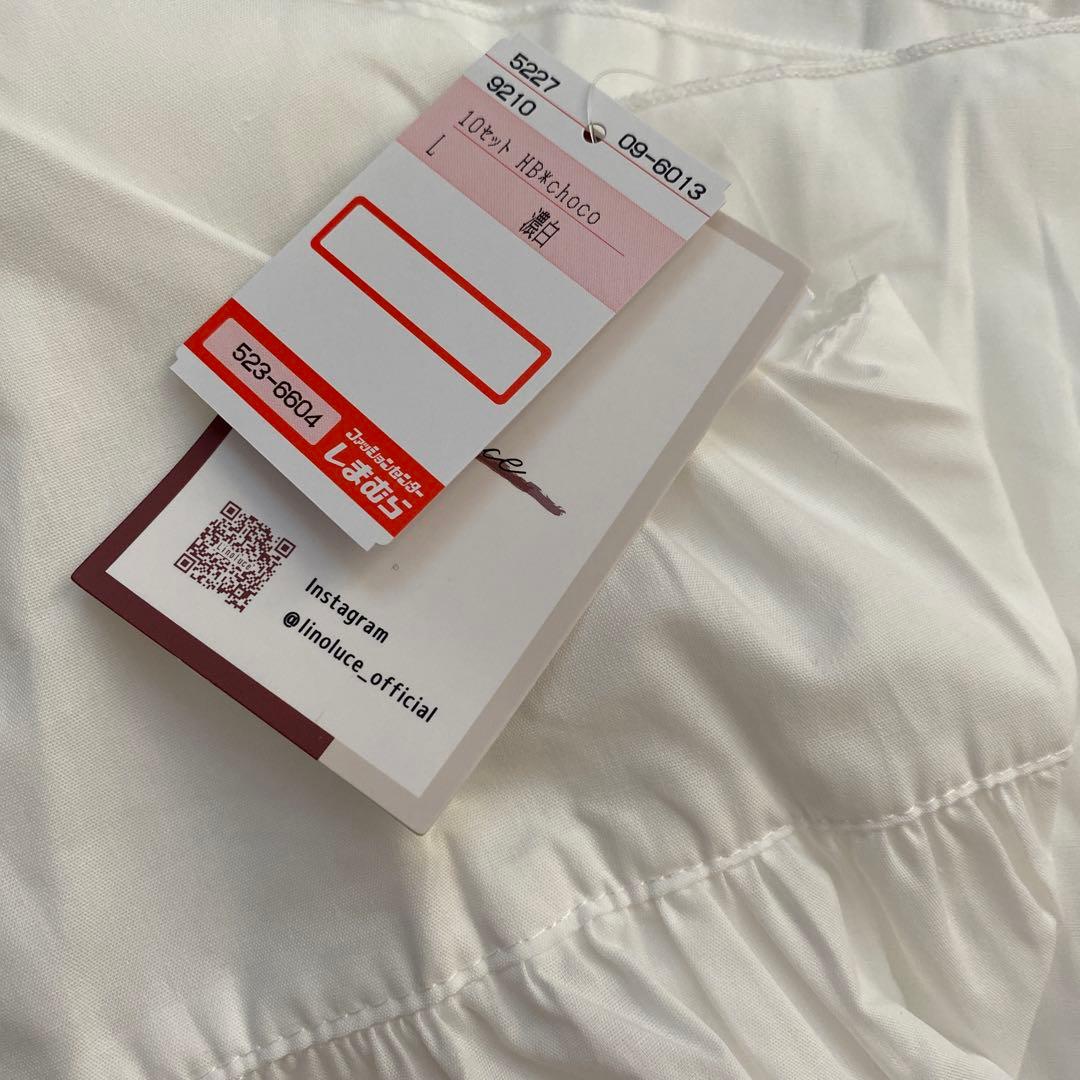 5227
9210
09-6013
10セット HB*choco
L
濃白
523-6604
ファッションセンター
しまむら
Linoluce
Instagram
@linoluce_official